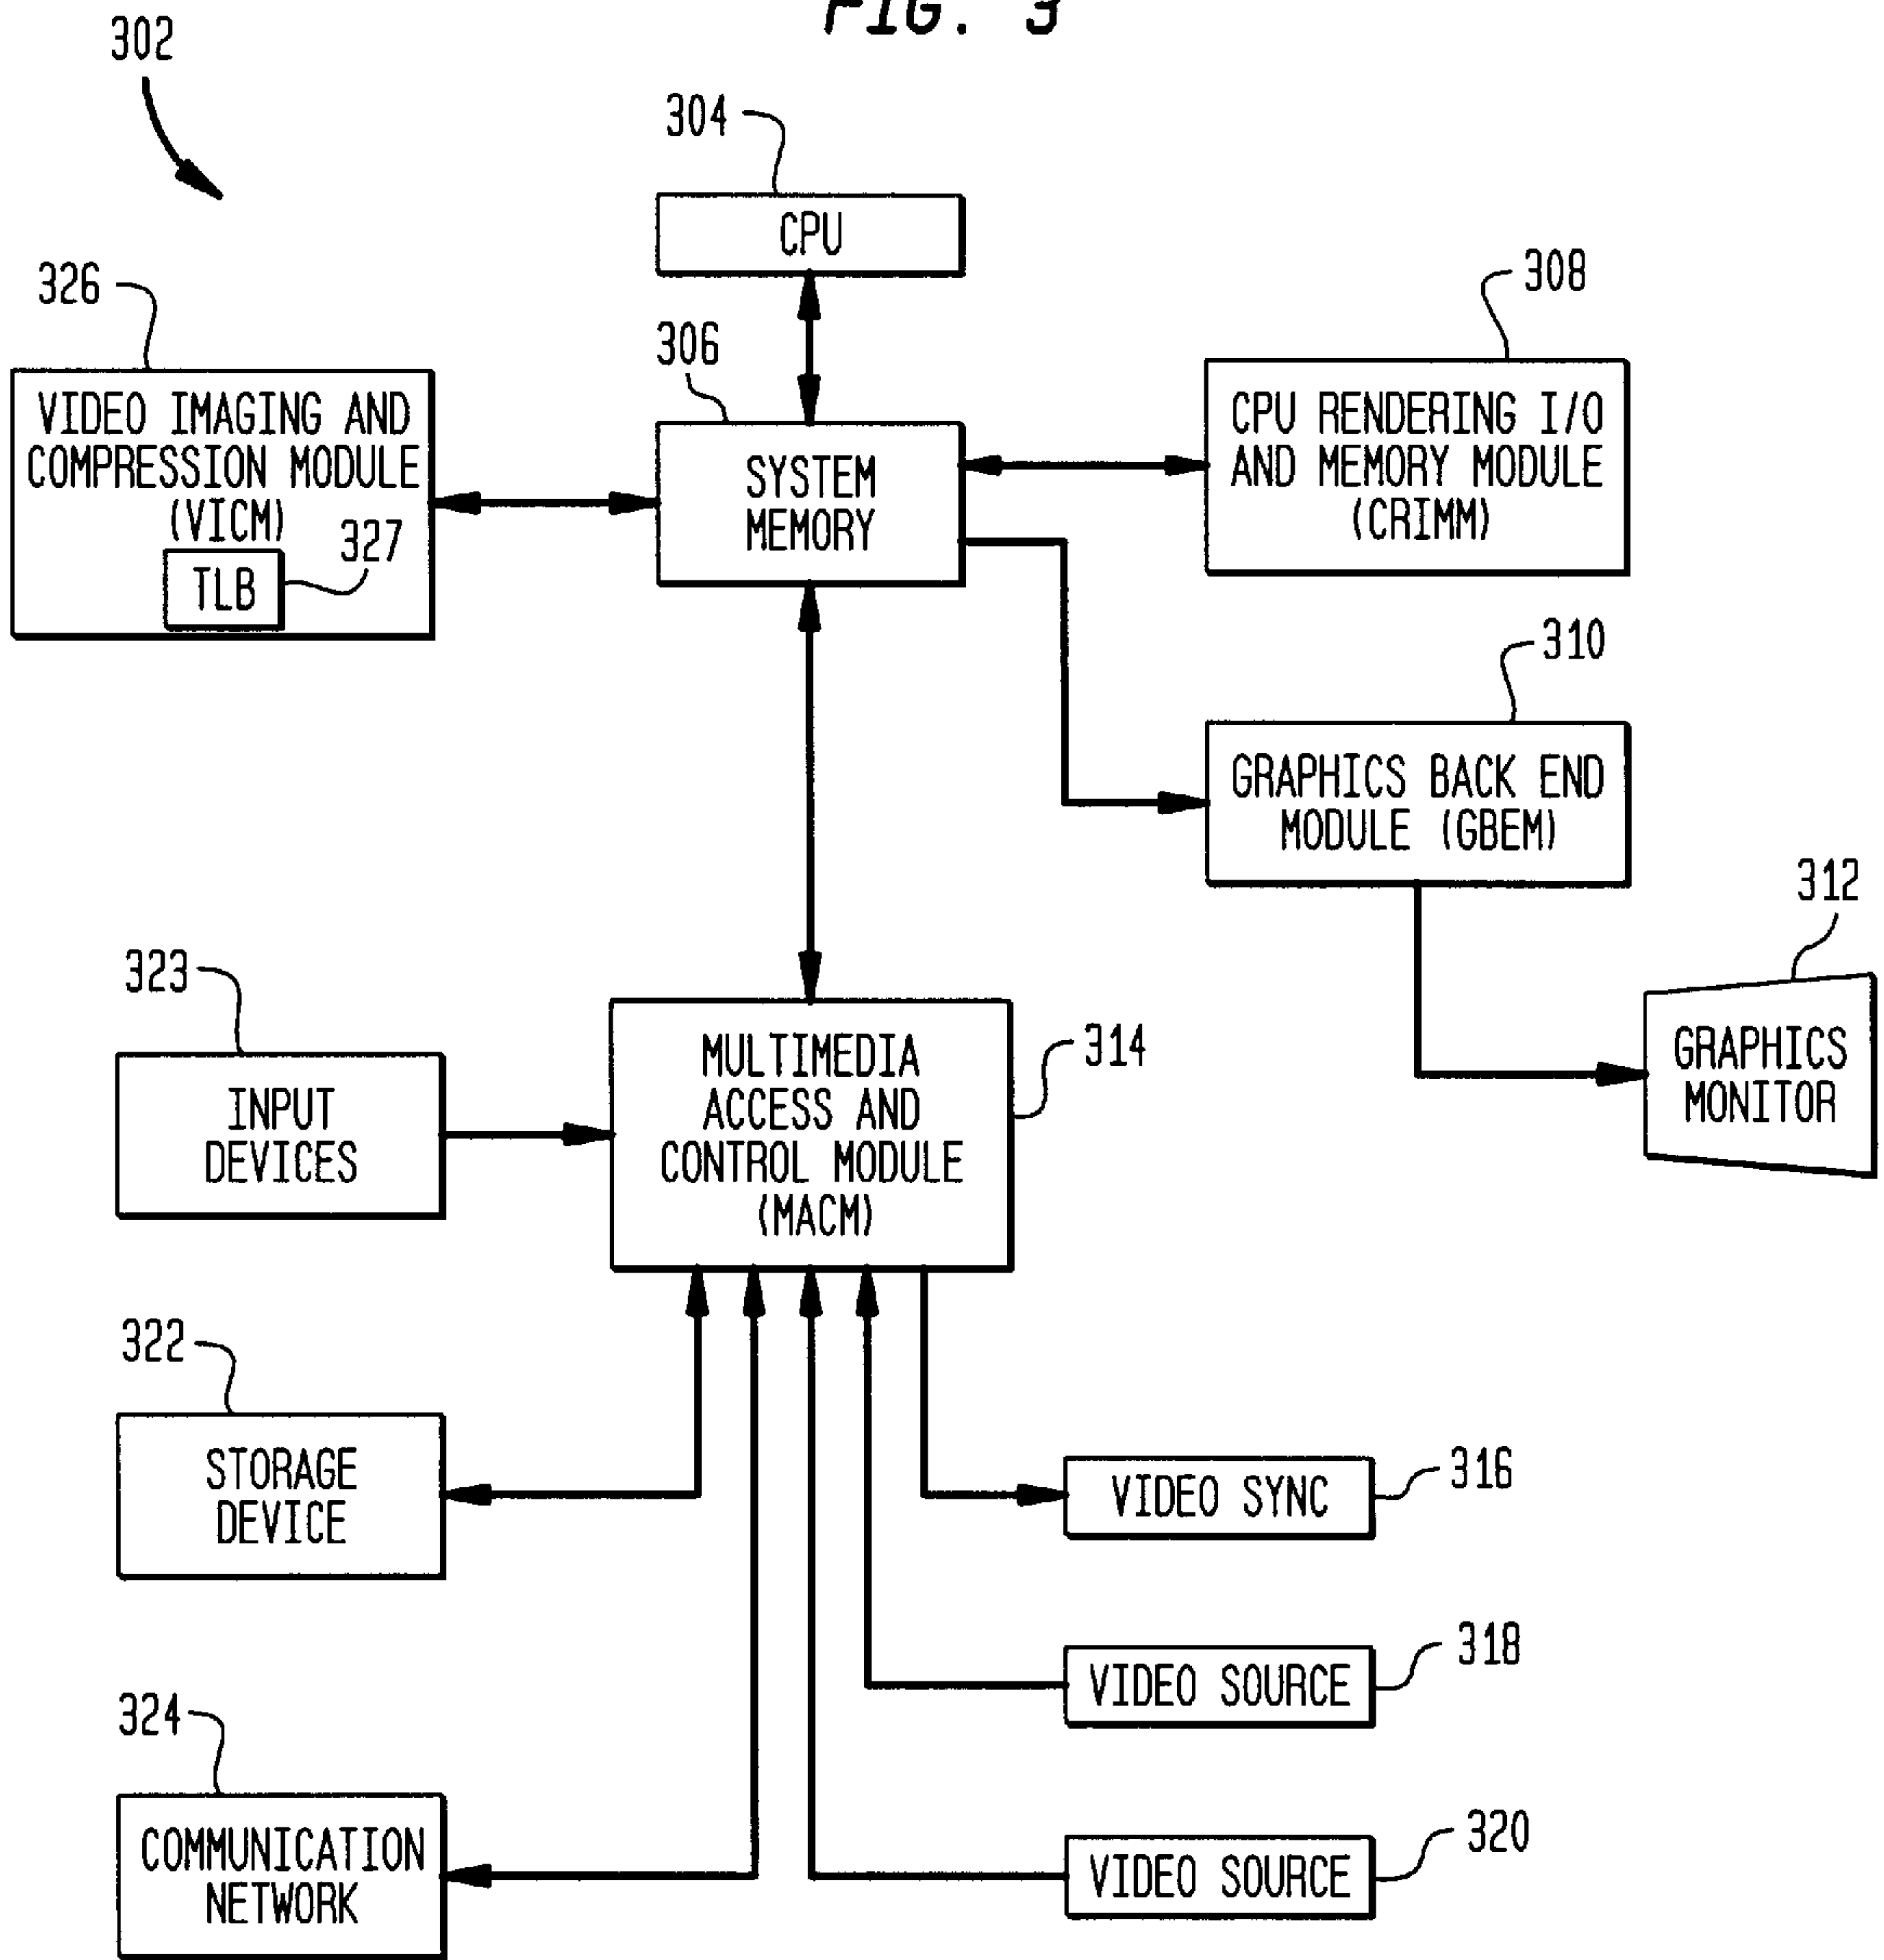 FIG. 3
302
304
CPU
326
306
308
VIDEO IMAGING AND
COMPRESSION MODULE
(VICM)
327
TLB
SYSTEM
MEMORY
CPU RENDERING I/O
AND MEMORY MODULE
(CRIMM)
310
GRAPHICS BACK END
MODULE (GBEM)
312
GRAPHICS
MONITOR
323
INPUT
DEVICES
MULTIMEDIA
ACCESS AND
CONTROL MODULE
(MACM)
314
322
STORAGE
DEVICE
VIDEO SYNC
316
VIDEO SOURCE
318
324
COMMUNICATION
NETWORK
VIDEO SOURCE
320